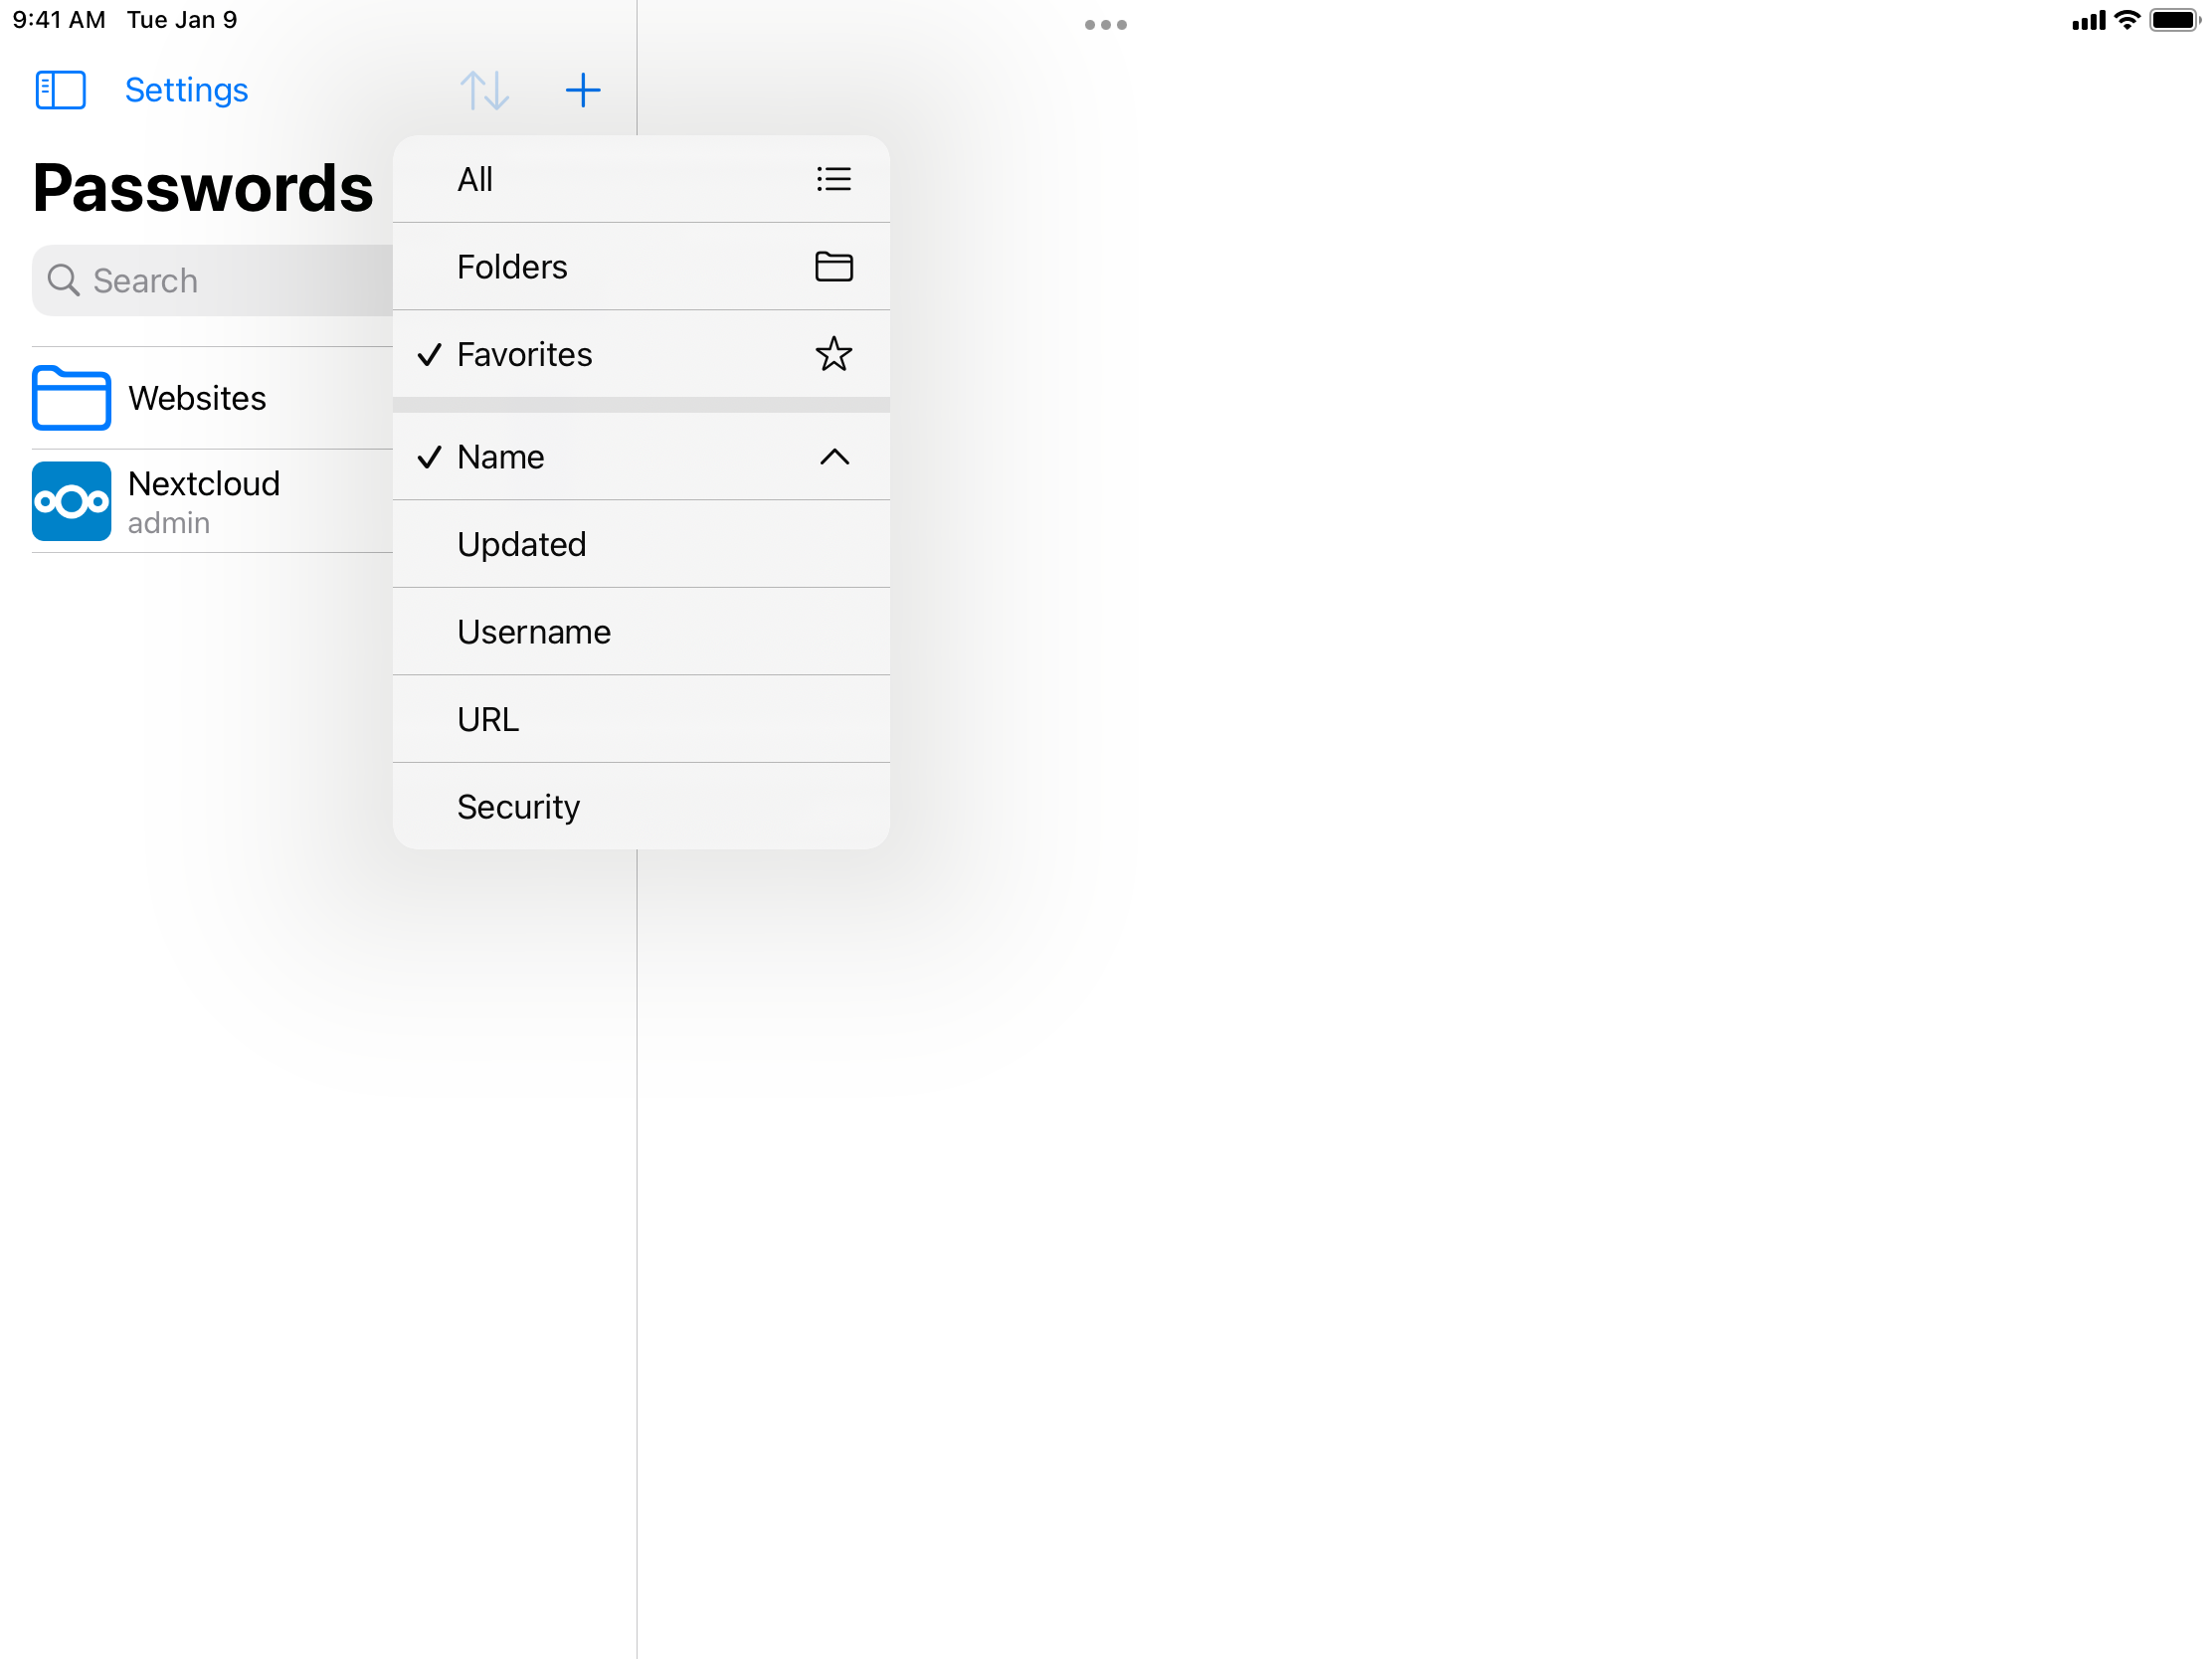 9:41 AM Tue Jan 9
Settings
Passwords
Search
Websites
Nextcloud
admin
All
Folders
Favorites
Name
Updated
Username
URL
Security